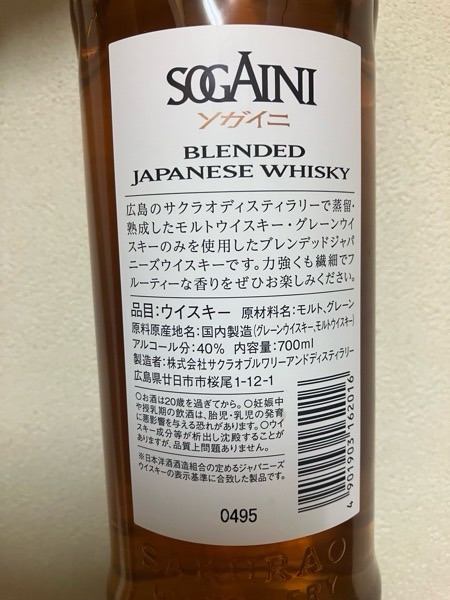 SOGAINI
ソガイニ
BLENDED
JAPANESE WHISKY
広島のサクラオディスティラリーで蒸留・
熟成したモルトウイスキー・グレーンウイ
スキーのみを使用したブレンデッドジャパ
ニーズウイスキーです。力強くも繊細でフ
ルーティーな香りをぜひお楽しみください。
品目:ウイスキー 原材料名:モルト、グレーン
原料原産地名:国内製造(グレーンウイスキー、モルトウイスキー)
アルコール分:40% 内容量:700ml
製造者:株式会社サクラオブルワリーアンドディスティラリー
広島県廿日市市桜尾1-12-1
○お酒は20歳を過ぎてから。○妊娠中
や授乳期の飲酒は、胎児・乳児の発育
に悪影響を与える恐れがあります。○ウイ
スキー成分等が析出し沈殿することが
ありますが、品質上問題ありません。
※日本洋酒酒造組合の定めるジャパニーズ
ウイスキーの表示基準に合致した製品です。
4 901903 162016
0495
SAKURAO